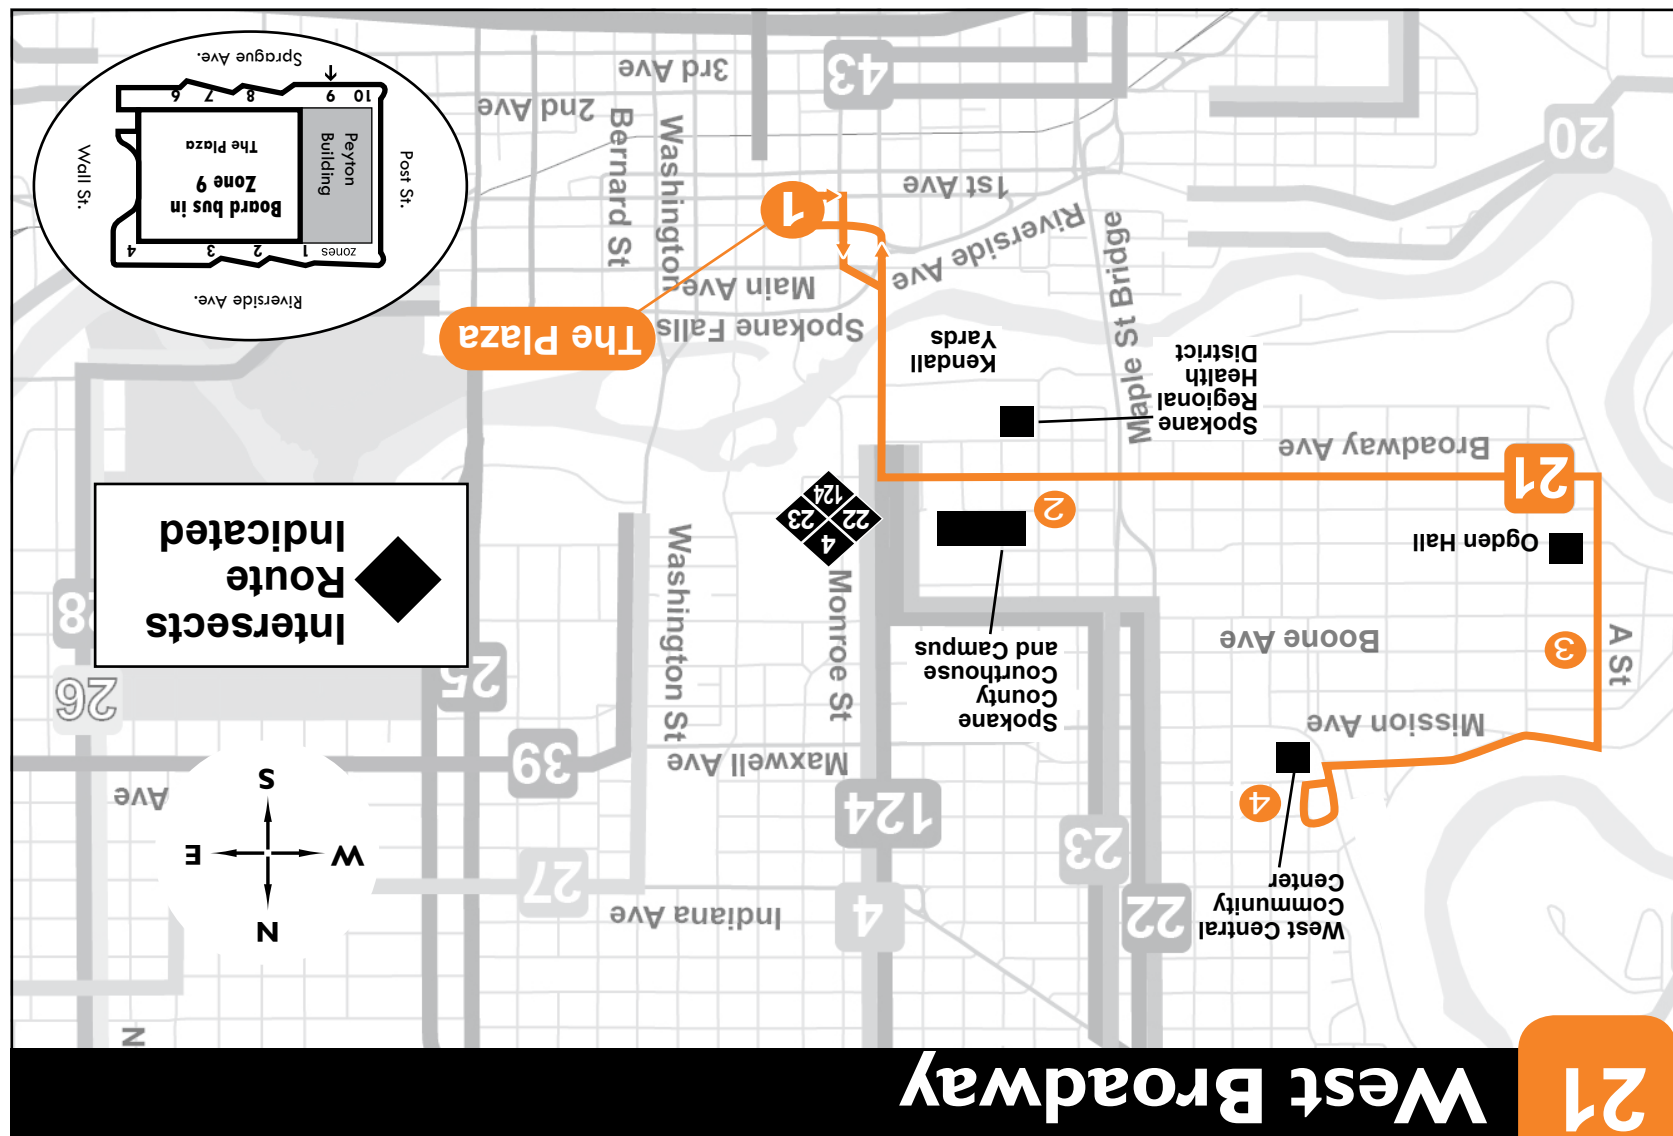 21
West Broadway
N
West Central
Community
Center
22
4
Indiana Ave
27
N
W
E
S
23
124
Ave
4
Maxwell Ave
39
Mission Ave
A St
3
Boone Ave
Spokane
County
Courthouse
and Campus
Monroe St
Washington St
25
26
28
Intersects
Route
Indicated
Ogden Hall
4
22
23
124
2
21
Broadway Ave
Spokane
Regional
Health
District
Maple St Bridge
Kendall
Yards
The Plaza
Spokane Falls
Main Ave
Riverside Ave
1
1st Ave
Washington
Bernard St
2nd Ave
3rd Ave
43
20
Riverside Ave.
zones
1
2
3
4
Board bus in
Zone 9
The Plaza
Peyton
Building
Post St.
Wall St.
10
9
8
7
6
Sprague Ave.